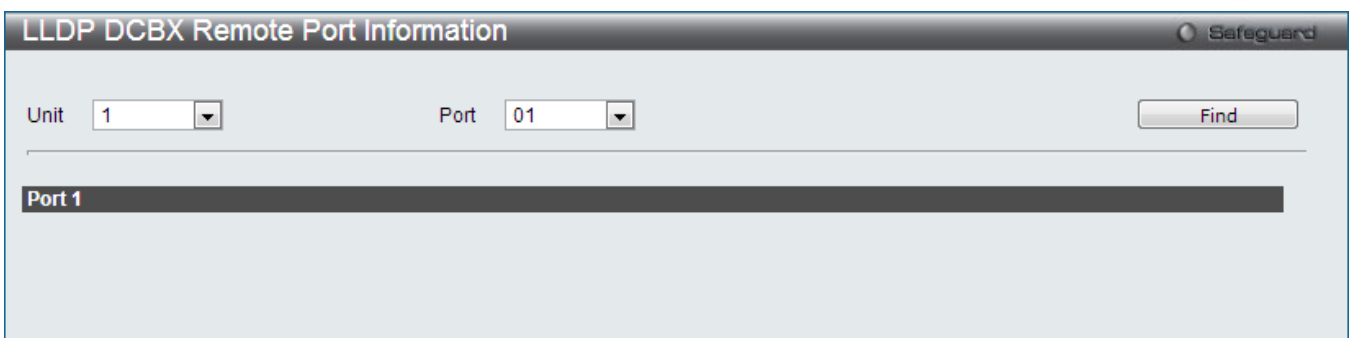 LLDP DCBX Remote Port Information
Safeguard
Unit 1 Port 01 Find
Port 1